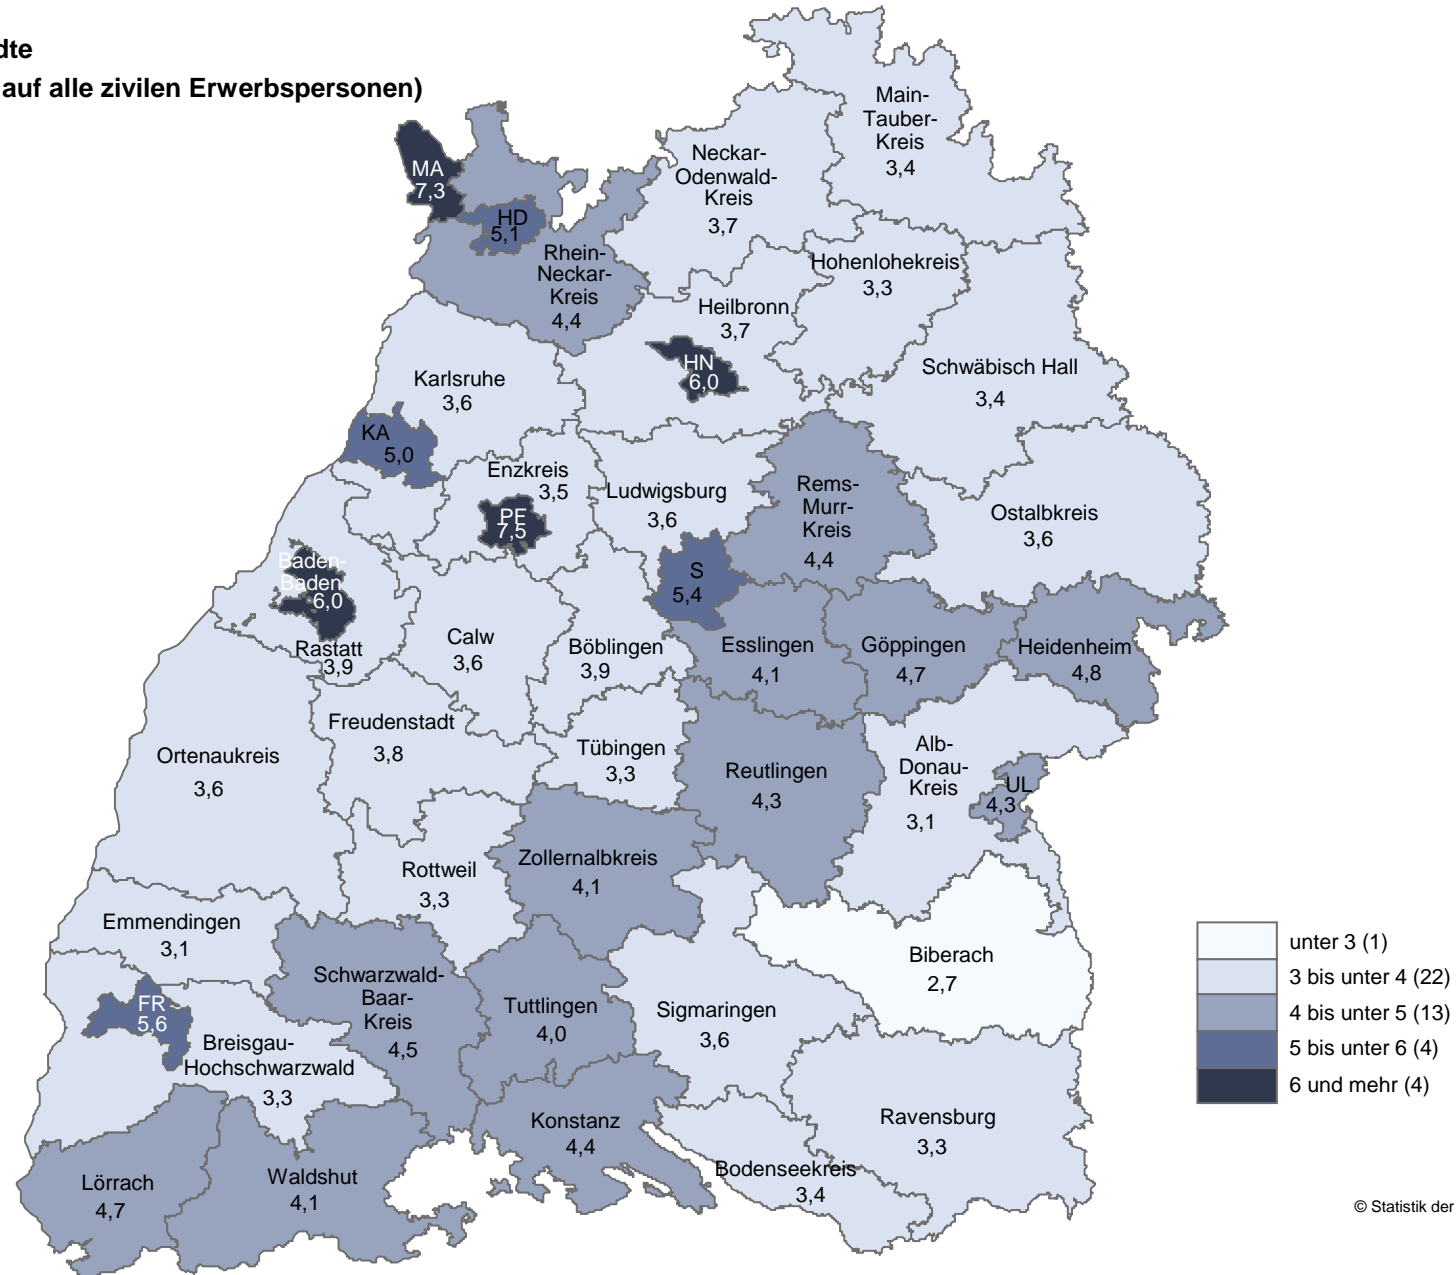 dte
auf alle zivilen Erwerbspersonen)
Main-
Tauber-
Kreis
3,4
Neckar-
Odenwald-
Kreis
3,7
MA
7,3
HD
5,1
Rhein-
Neckar-
Kreis
4,4
Hohenlohekreis
3,3
Heilbronn
3,7
HN
6,0
Schwäbisch Hall
3,4
Karlsruhe
3,6
KA
5,0
Enzkreis
3,5
PF
7,5
Ludwigsburg
3,6
Rems-
Murr-
Kreis
4,4
Ostalbkreis
3,6
Baden-
Baden
6,0
Rastatt
3,9
S
5,4
Calw
3,6
Böblingen
3,9
Esslingen
4,1
Göppingen
4,7
Heidenheim
4,8
Freudenstadt
3,8
Ortenaukreis
3,6
Tübingen
3,3
Reutlingen
4,3
Alb-
Donau-
Kreis
3,1
UL
4,3
Rottweil
3,3
Zollernalbkreis
4,1
Emmendingen
3,1
Biberach
2,7
Schwarzwald-
Baar-
Kreis
4,5
Tuttlingen
4,0
Sigmaringen
3,6
FR
5,6
Breisgau-
Hochschwarzwald
3,3
Konstanz
4,4
Ravensburg
3,3
Bodenseekreis
3,4
Lörrach
4,7
Waldshut
4,1
unter 3 (1)
3 bis unter 4 (22)
4 bis unter 5 (13)
5 bis unter 6 (4)
6 und mehr (4)
© Statistik der